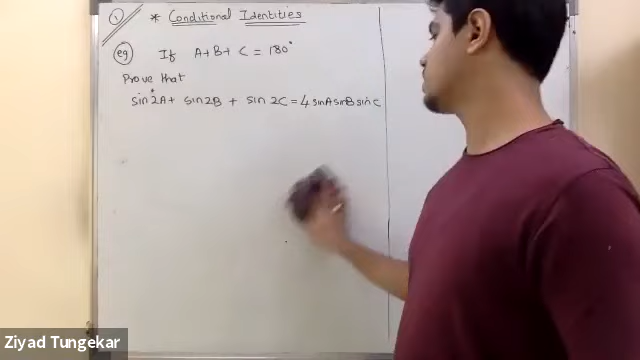 ① * Conditional Identities
eg If A+B+C = 180°
Prove that
sin 2A + sin 2B + sin 2C = 4 sinA sinB sinC
Ziyad Tungekar